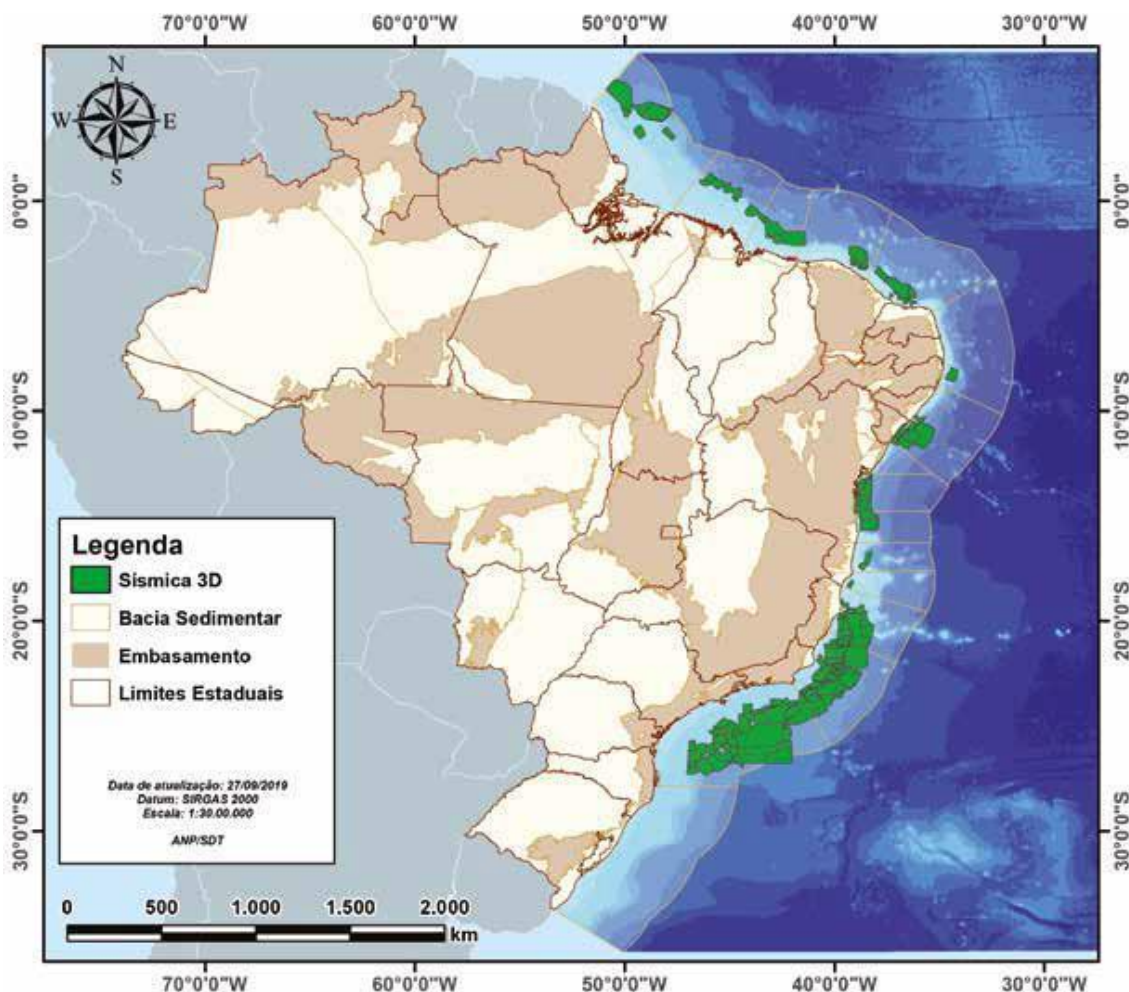 70°0'0"W 60°0'0"W 50°0'0"W 40°0'0"W 30°0'0"W
N
W E
S
0°0'0"
10°0'0"S
20°0'0"S
30°0'0"S
0°0'0"
10°0'0"S
20°0'0"S
30°0'0"S
Legenda
Sísmica 3D
Bacia Sedimentar
Embasamento
Limites Estaduais
Data de atualização: 27/09/2019
Datum: SIRGAS 2000
Escala: 1:30.00.000
ANP/SDT
0 500 1.000 1.500 2.000
km
70°0'0"W 60°0'0"W 50°0'0"W 40°0'0"W 30°0'0"W